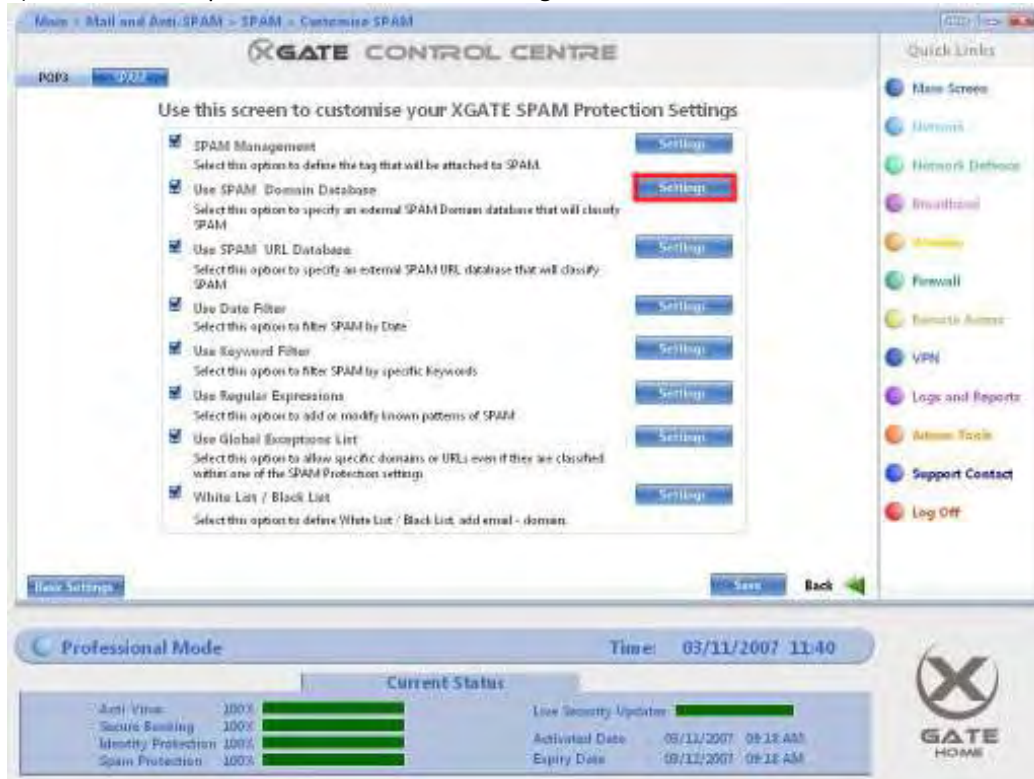 Main > Mail and Anti-SPAM > SPAM > Customise SPAM
XGATE CONTROL CENTRE
POP3
SPAM
Use this screen to customise your XGATE SPAM Protection Settings
SPAM Management
Settings
Select this option to define the tag that will be attached to SPAM.
Use SPAM Domain Database
Settings
Select this option to specify an external SPAM Domain database that will classify
SPAM
Use SPAM URL Database
Settings
Select this option to specify an external SPAM URL database that will classify
SPAM
Use Date Filter
Settings
Select this option to filter SPAM by Date
Use Keyword Filter
Settings
Select this option to filter SPAM by specific Keywords
Use Regular Expressions
Settings
Select this option to add or modify known patterns of SPAM
Use Global Exceptions List
Settings
Select this option to allow specific domains or URLs even if they are classified
within one of the SPAM Protection settings
White List / Black List
Settings
Select this option to define White List / Black List, add email - domain.
Basic Settings
Save
Back
Quick Links
Main Screen
Network Defence
Broadband
Firewall
Remote Access
VPN
Logs and Reports
Admin Tools
Support Contact
Log Off
Professional Mode
Time: 03/11/2007 11:40
Current Status
Anti-Virus 100%
Secure Banking 100%
Identity Protection 100%
Spam Protection 100%
Live Security Updates
Activated Date 09:18 AM
Expiry Date 09:18 AM
X
GATE
HOME